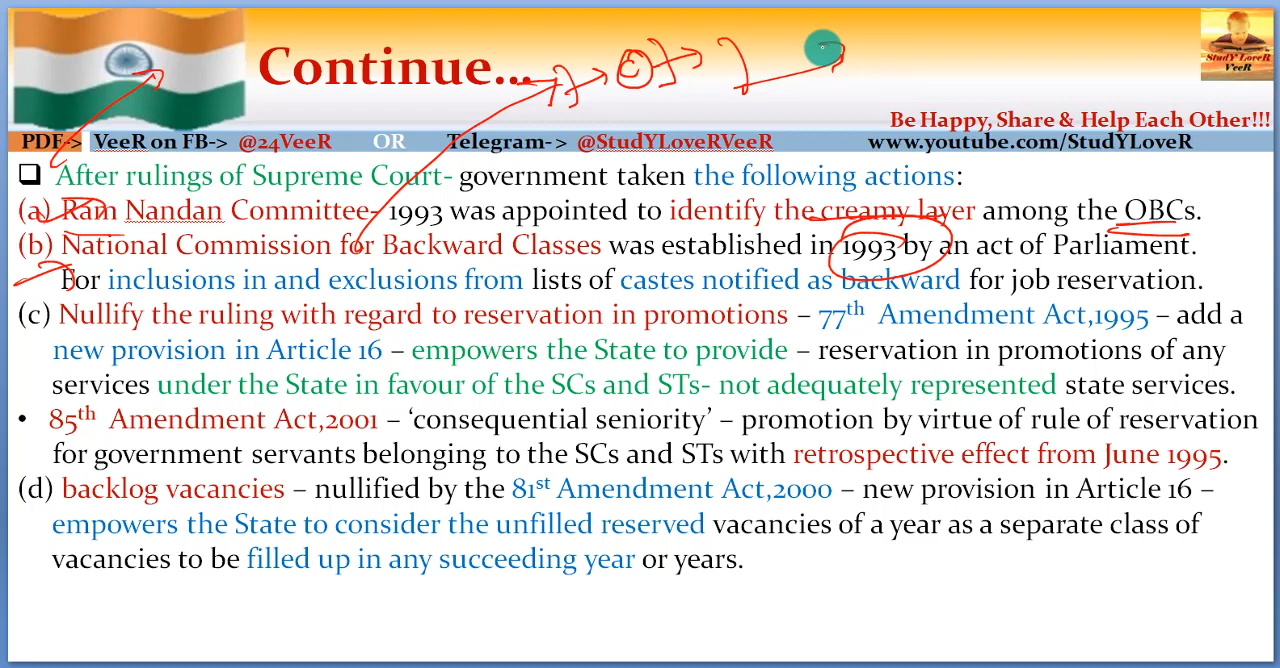 Continue...
StudY LoveR
VeeR
Be Happy, Share & Help Each Other!!!
PDF-> VeeR on FB-> @24VeeR OR Telegram-> @StudYLoveRVeeR www.youtube.com/StudYLoveR
After rulings of Supreme Court- government taken the following actions:
(a) Ram Nandan Committee- 1993 was appointed to identify the creamy layer among the OBCs.
(b) National Commission for Backward Classes was established in 1993 by an act of Parliament.
For inclusions in and exclusions from lists of castes notified as backward for job reservation.
(c) Nullify the ruling with regard to reservation in promotions – 77th Amendment Act,1995 – add a
new provision in Article 16 – empowers the State to provide – reservation in promotions of any
services under the State in favour of the SCs and STs- not adequately represented state services.
• 85th Amendment Act,2001 – ‘consequential seniority’ – promotion by virtue of rule of reservation
for government servants belonging to the SCs and STs with retrospective effect from June 1995.
(d) backlog vacancies – nullified by the 81st Amendment Act,2000 – new provision in Article 16 –
empowers the State to consider the unfilled reserved vacancies of a year as a separate class of
vacancies to be filled up in any succeeding year or years.